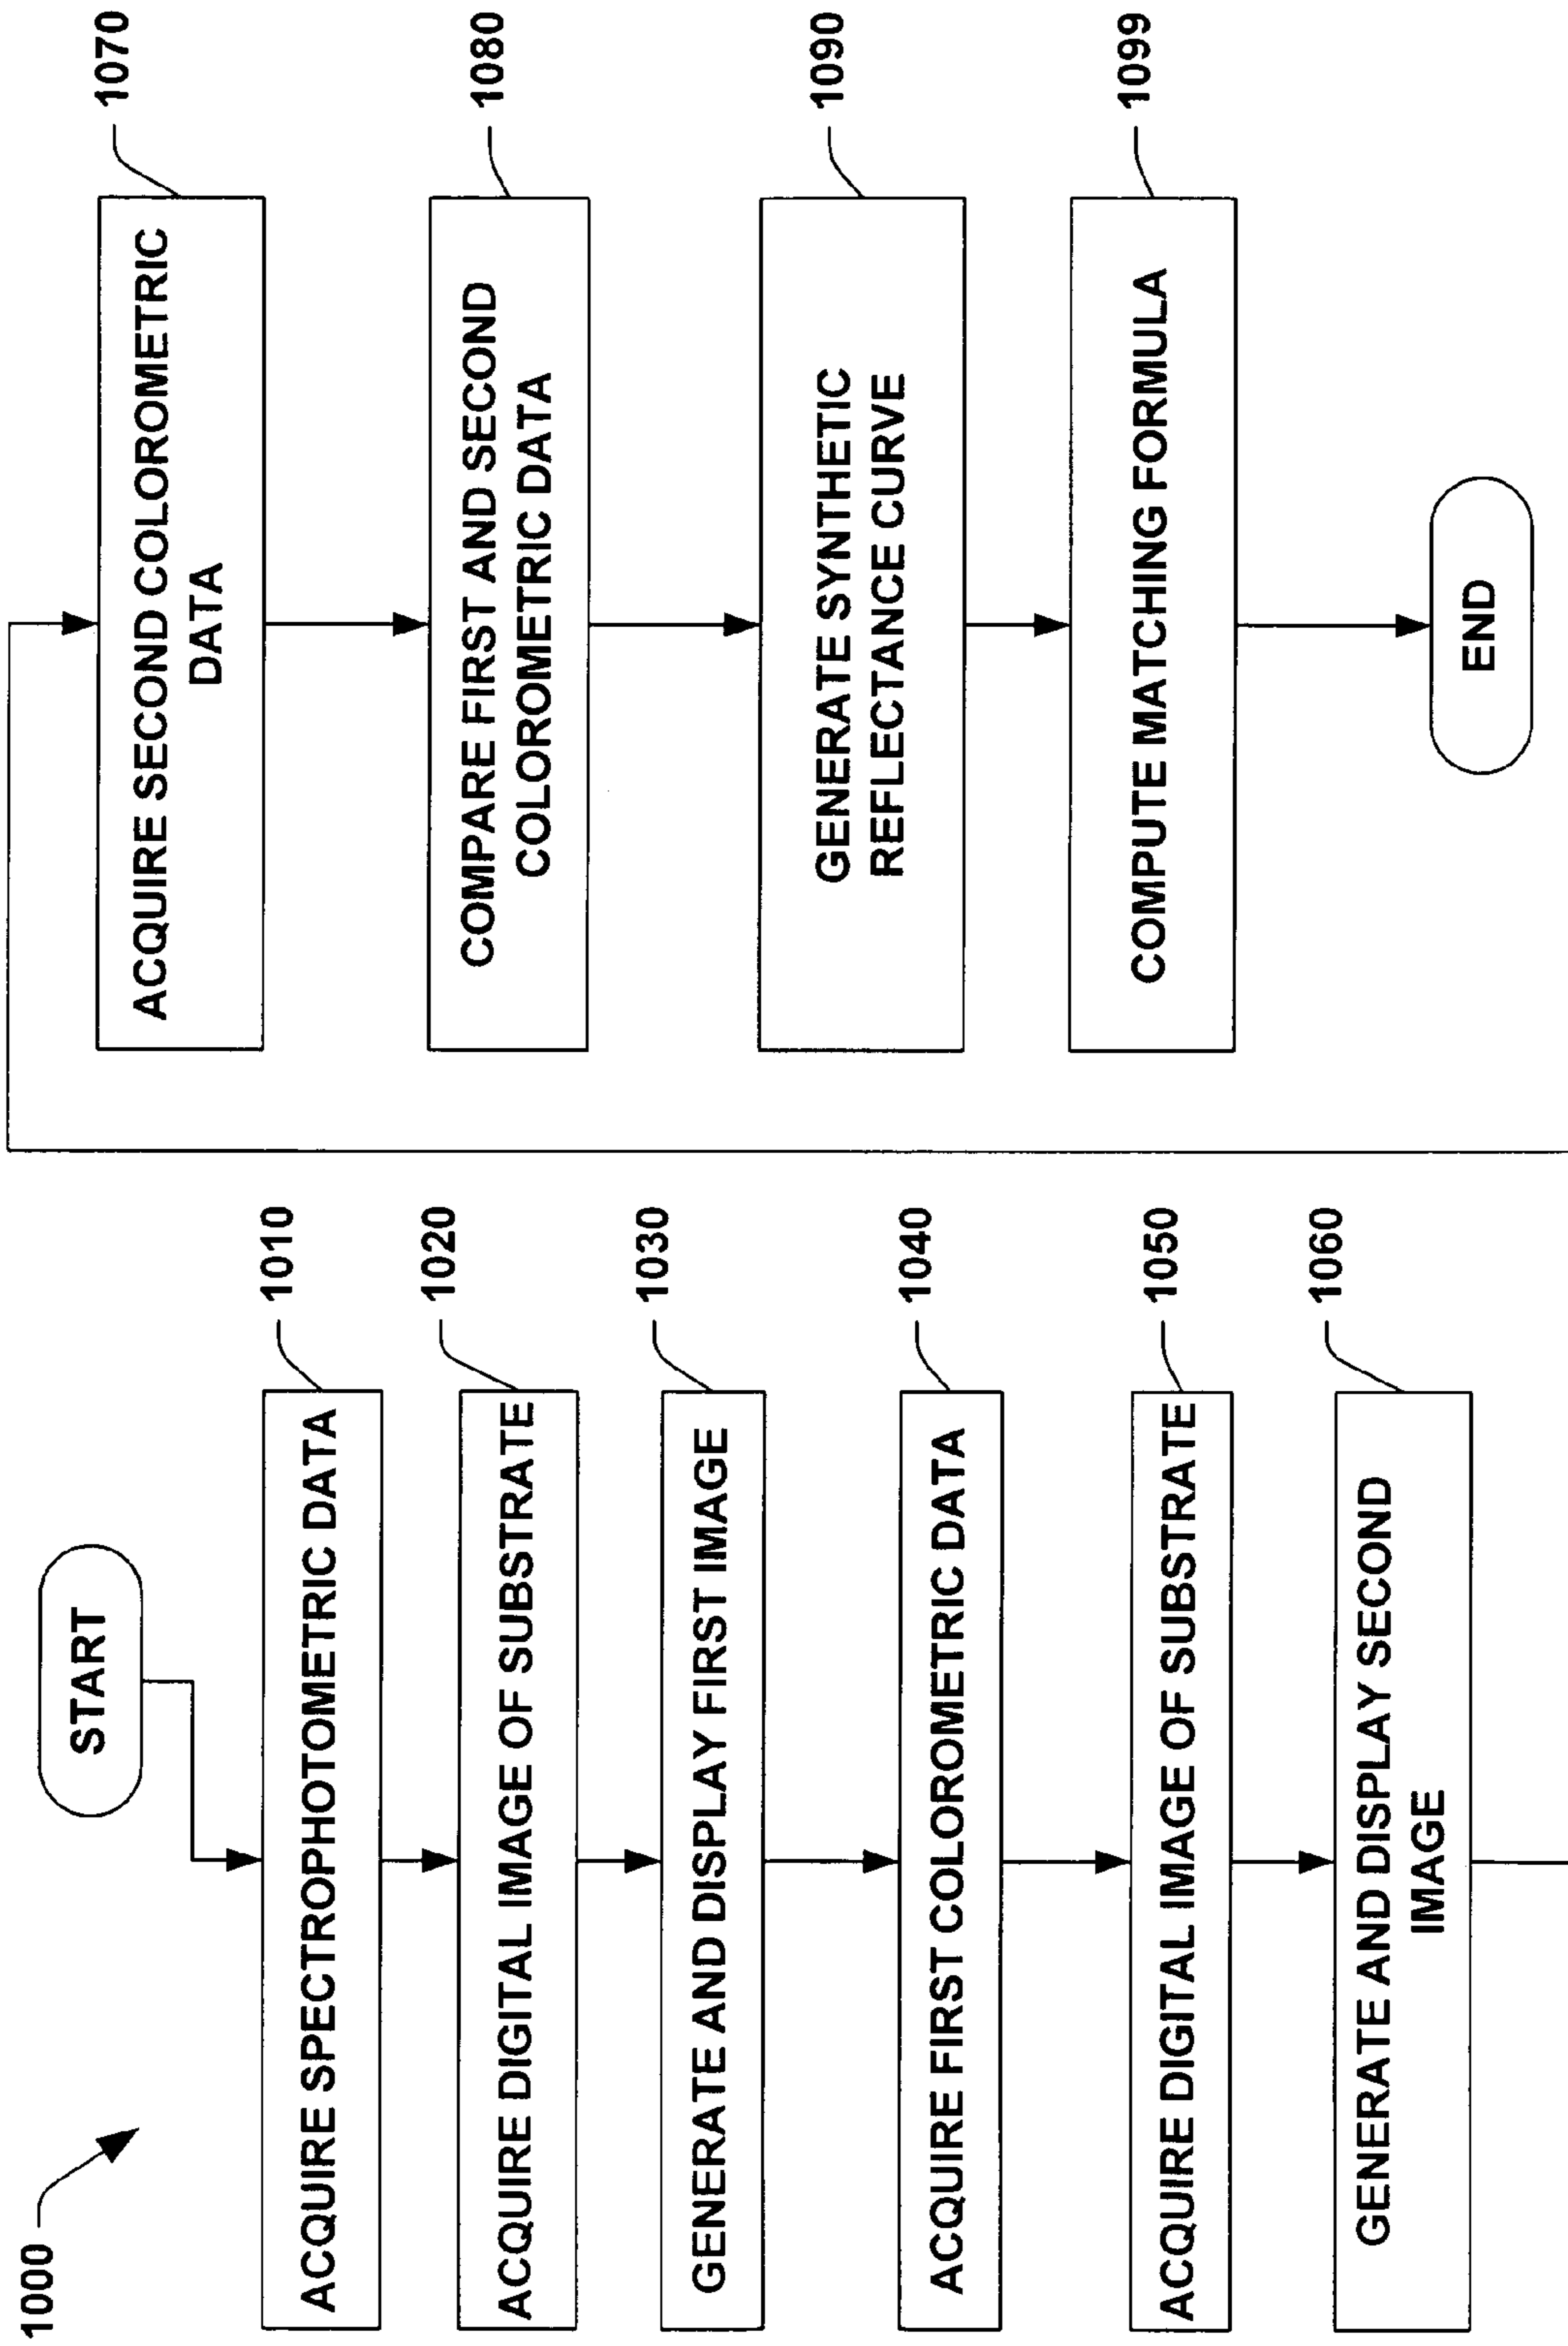 1000
START
ACQUIRE SPECTROPHOTOMETRIC DATA
1010
ACQUIRE DIGITAL IMAGE OF SUBSTRATE
1020
GENERATE AND DISPLAY FIRST IMAGE
1030
ACQUIRE FIRST COLOROMETRIC DATA
1040
ACQUIRE DIGITAL IMAGE OF SUBSTRATE
1050
GENERATE AND DISPLAY SECOND
IMAGE
1060
ACQUIRE SECOND COLOROMETRIC
DATA
1070
COMPARE FIRST AND SECOND
COLOROMETRIC DATA
1080
GENERATE SYNTHETIC
REFLECTANCE CURVE
1090
COMPUTE MATCHING FORMULA
1099
END